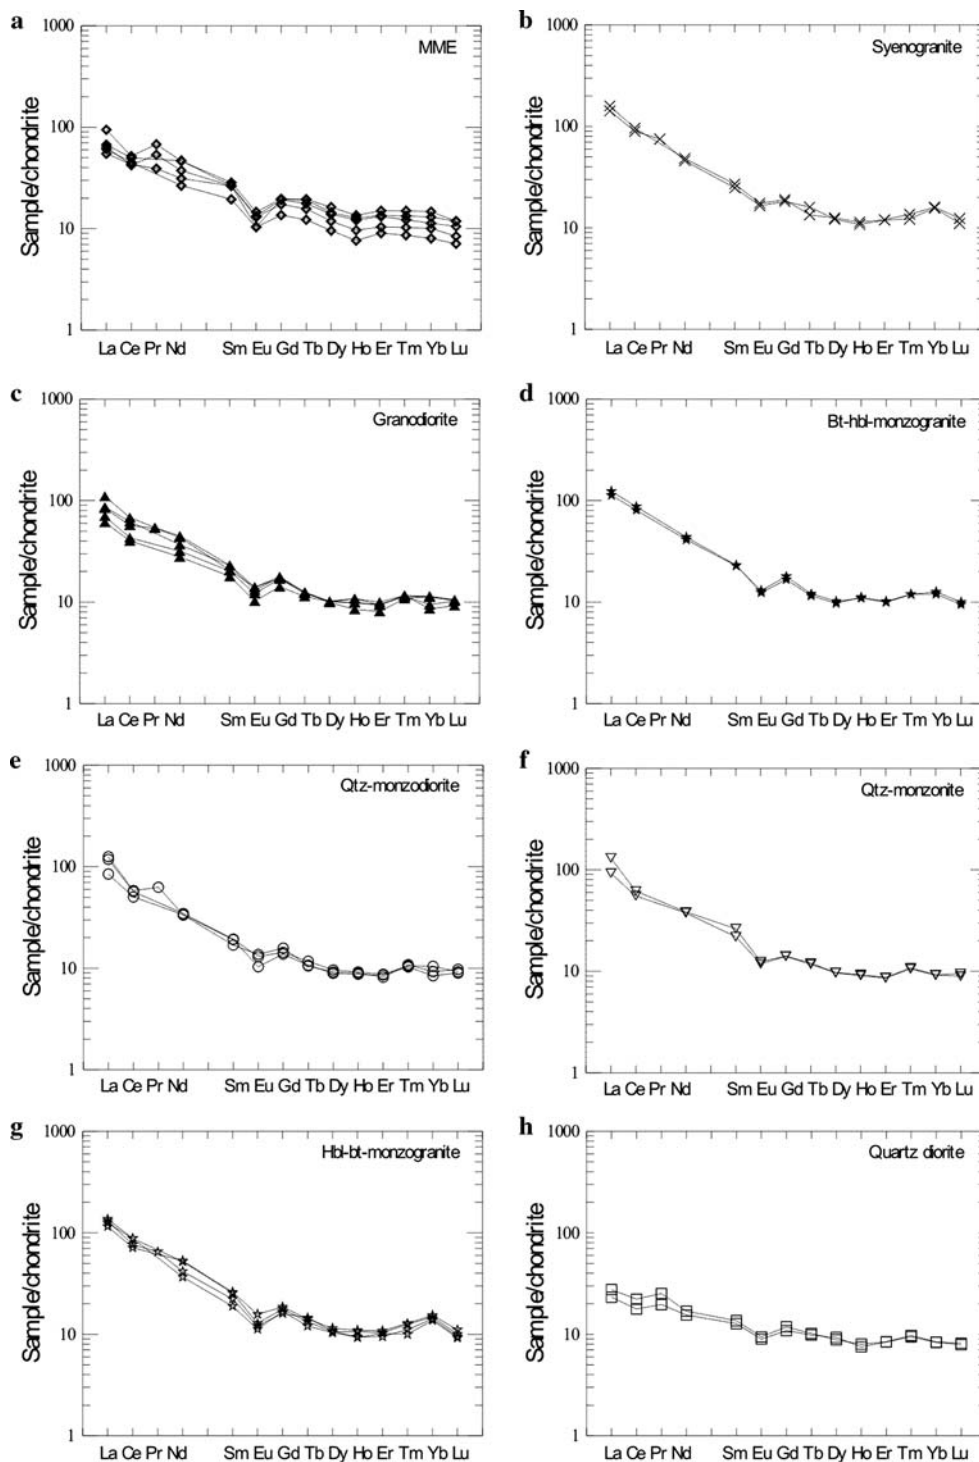 a
MME
1000
100
10
1
Sample/chondrite
La Ce Pr Nd Sm Eu Gd Tb Dy Ho Er Tm Yb Lu
b
Syenogranite
1000
100
10
1
Sample/chondrite
La Ce Pr Nd Sm Eu Gd Tb Dy Ho Er Tm Yb Lu
c
Granodiorite
1000
100
10
1
Sample/chondrite
La Ce Pr Nd Sm Eu Gd Tb Dy Ho Er Tm Yb Lu
d
Bt-hbl-monzogranite
1000
100
10
1
Sample/chondrite
La Ce Pr Nd Sm Eu Gd Tb Dy Ho Er Tm Yb Lu
e
Qtz-monzodiorite
1000
100
10
1
Sample/chondrite
La Ce Pr Nd Sm Eu Gd Tb Dy Ho Er Tm Yb Lu
f
Qtz-monzonite
1000
100
10
1
Sample/chondrite
La Ce Pr Nd Sm Eu Gd Tb Dy Ho Er Tm Yb Lu
g
Hbl-bt-monzogranite
1000
100
10
1
Sample/chondrite
La Ce Pr Nd Sm Eu Gd Tb Dy Ho Er Tm Yb Lu
h
Quartz diorite
1000
100
10
1
Sample/chondrite
La Ce Pr Nd Sm Eu Gd Tb Dy Ho Er Tm Yb Lu